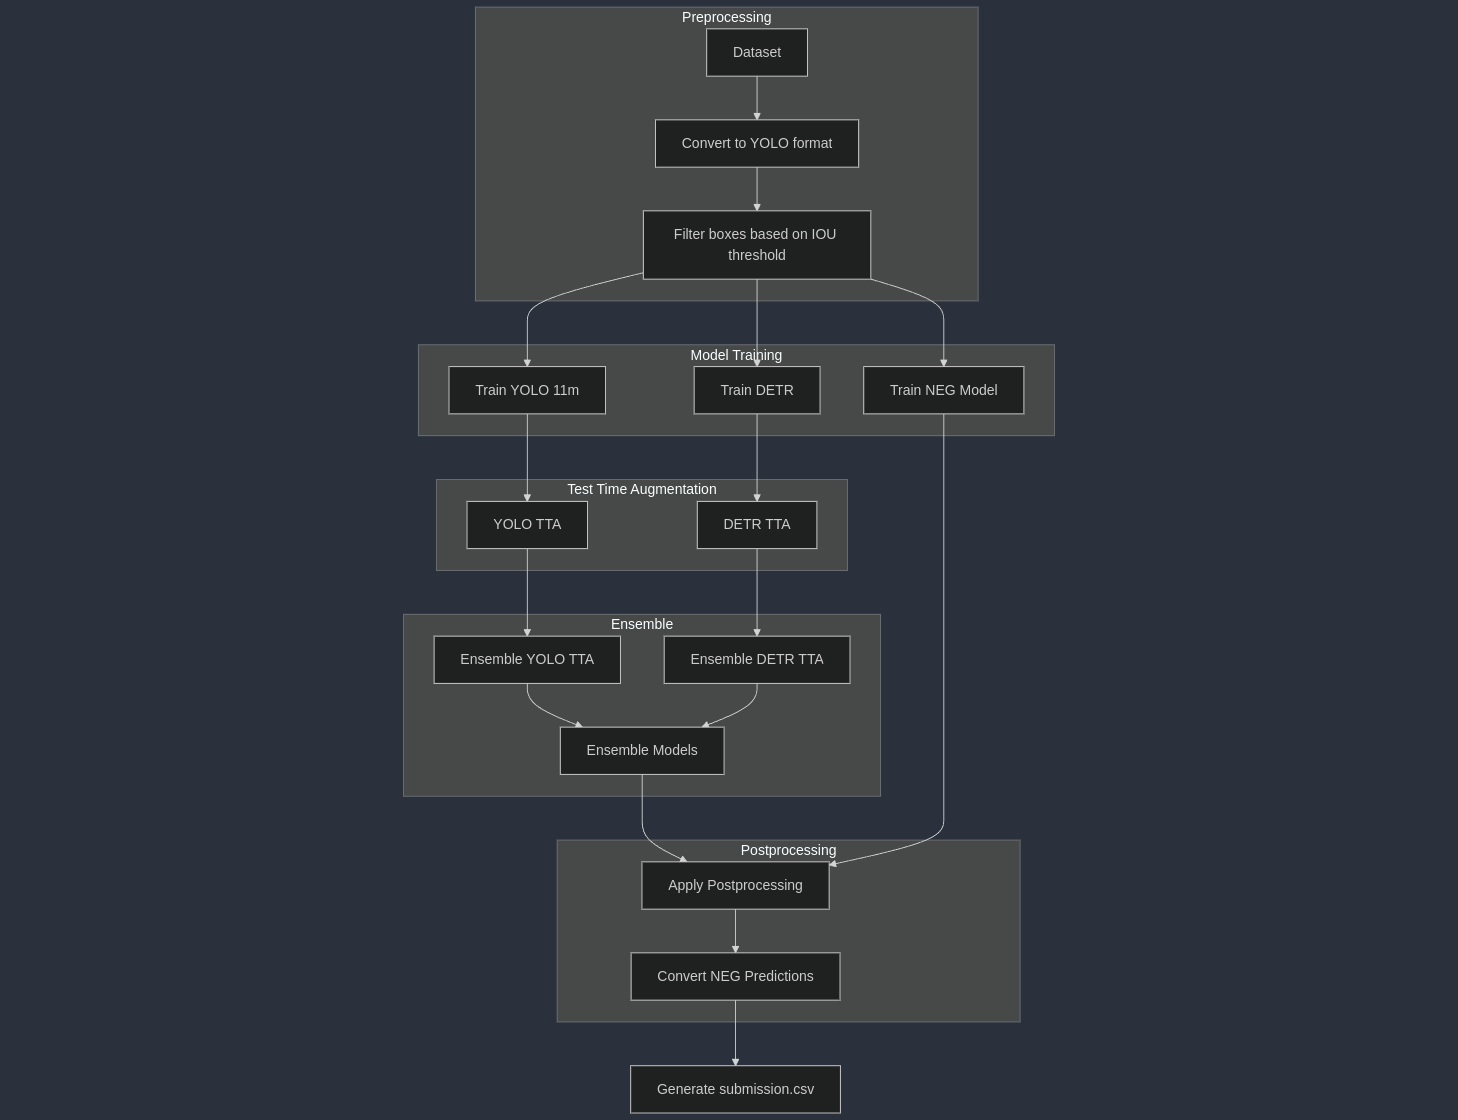 Preprocessing
Dataset
Convert to YOLO format
Filter boxes based on IOU
threshold
Model Training
Train YOLO 11m
Train DETR
Train NEG Model
Test Time Augmentation
YOLO TTA
DETR TTA
Ensemble
Ensemble YOLO TTA
Ensemble DETR TTA
Ensemble Models
Postprocessing
Apply Postprocessing
Convert NEG Predictions
Generate submission.csv